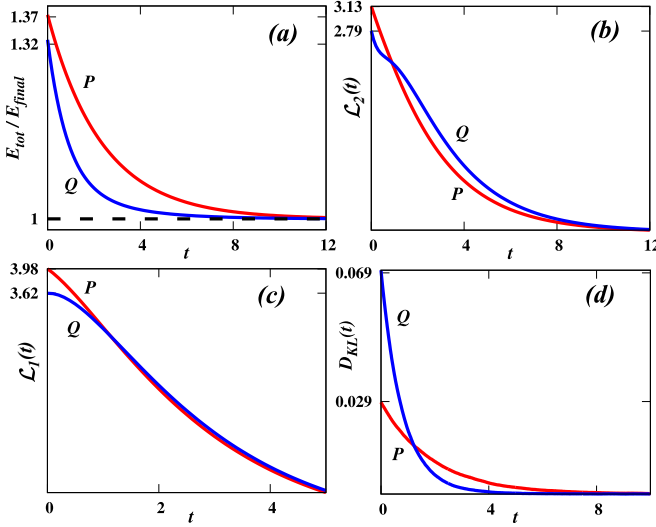 1.37
1.32
1
E_tot / E_final
(a)
P
Q
0
4
8
12
t
3.13
2.79
ℒ_2(t)
(b)
Q
P
0
4
8
12
t
3.98
3.62
ℒ_1(t)
(c)
P
Q
0
2
4
t
0.069
0.029
D_KL(t)
(d)
Q
P
0
4
8
t